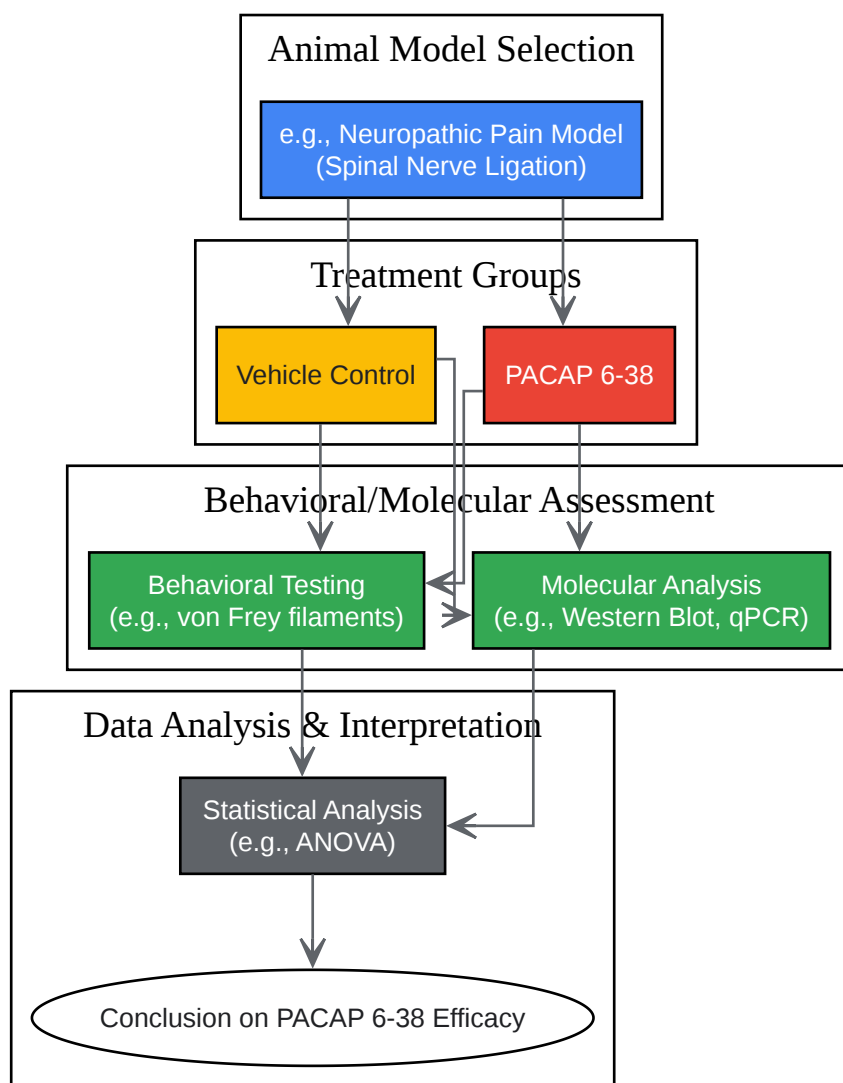 Animal Model Selection
e.g., Neuropathic Pain Model
(Spinal Nerve Ligation)
Treatment Groups
Vehicle Control
PACAP 6-38
Behavioral/Molecular Assessment
Behavioral Testing
(e.g., von Frey filaments)
Molecular Analysis
(e.g., Western Blot, qPCR)
Data Analysis & Interpretation
Statistical Analysis
(e.g., ANOVA)
Conclusion on PACAP 6-38 Efficacy